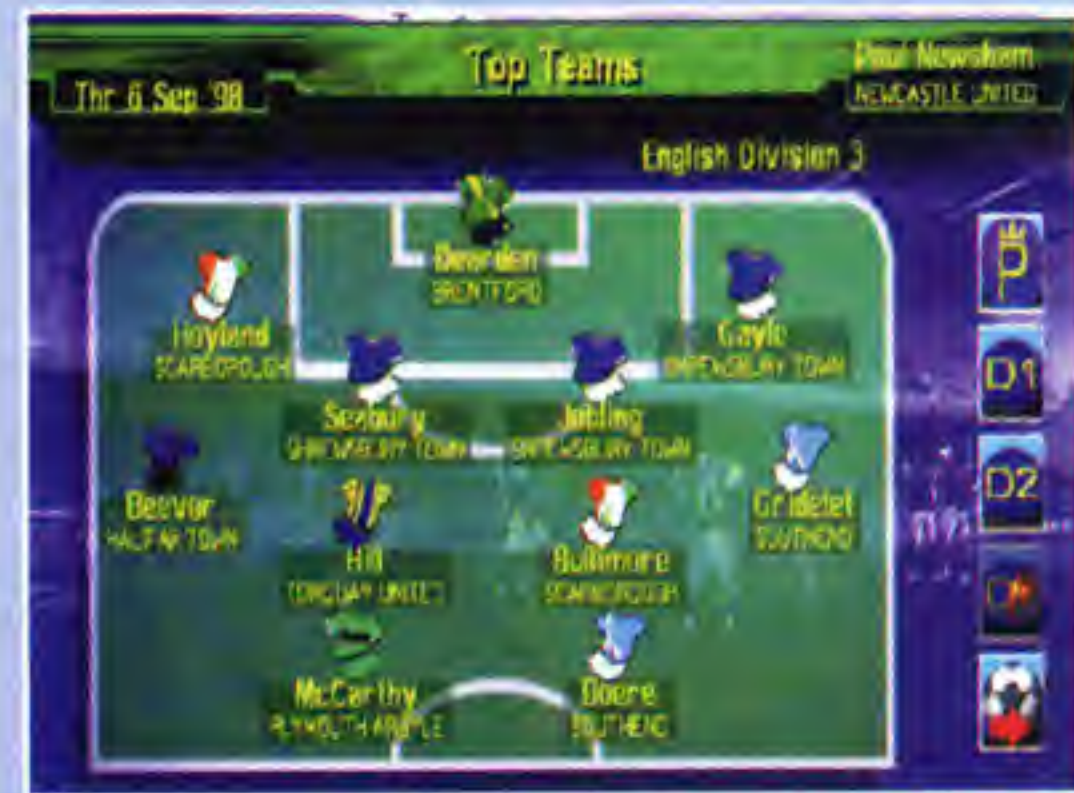 Top Teams
Paul Newsham
Thr 6 Sep '98
NEWCASTLE UNITED
English Division 3
P
Dearden
BRENTFORD
Hoyland
SCARBOROUGH
Gayle
SHREWSBURY TOWN
D1
Seabury
SHREWSBURY TOWN
Jobling
SHREWSBURY TOWN
D2
Beevor
HALIFAX TOWN
Gridelet
SOUTHEND
Hill
TORQUAY UNITED
Bullimore
SCARBOROUGH
McCarthy
PLYMOUTH ARGYLE
SOUTHEND